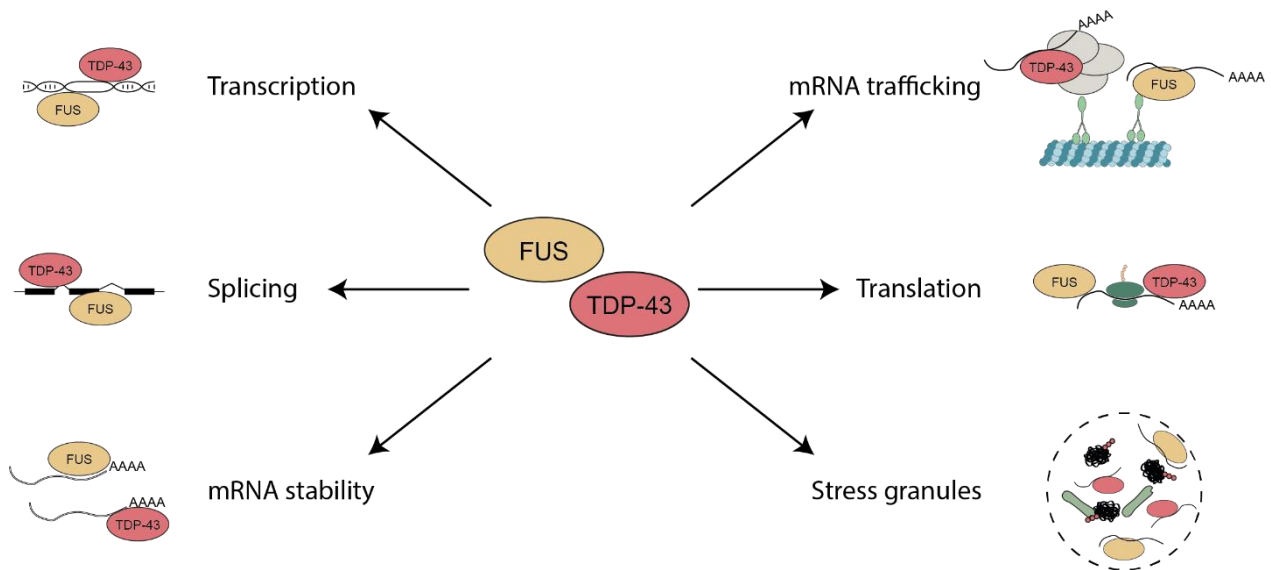 TDP-43
FUS
Transcription
mRNA trafficking
AAAA
TDP-43
FUS
AAAA
TDP-43
FUS
Splicing
FUS
TDP-43
Translation
FUS
TDP-43
AAAA
FUS
AAAA
AAAA
TDP-43
mRNA stability
Stress granules